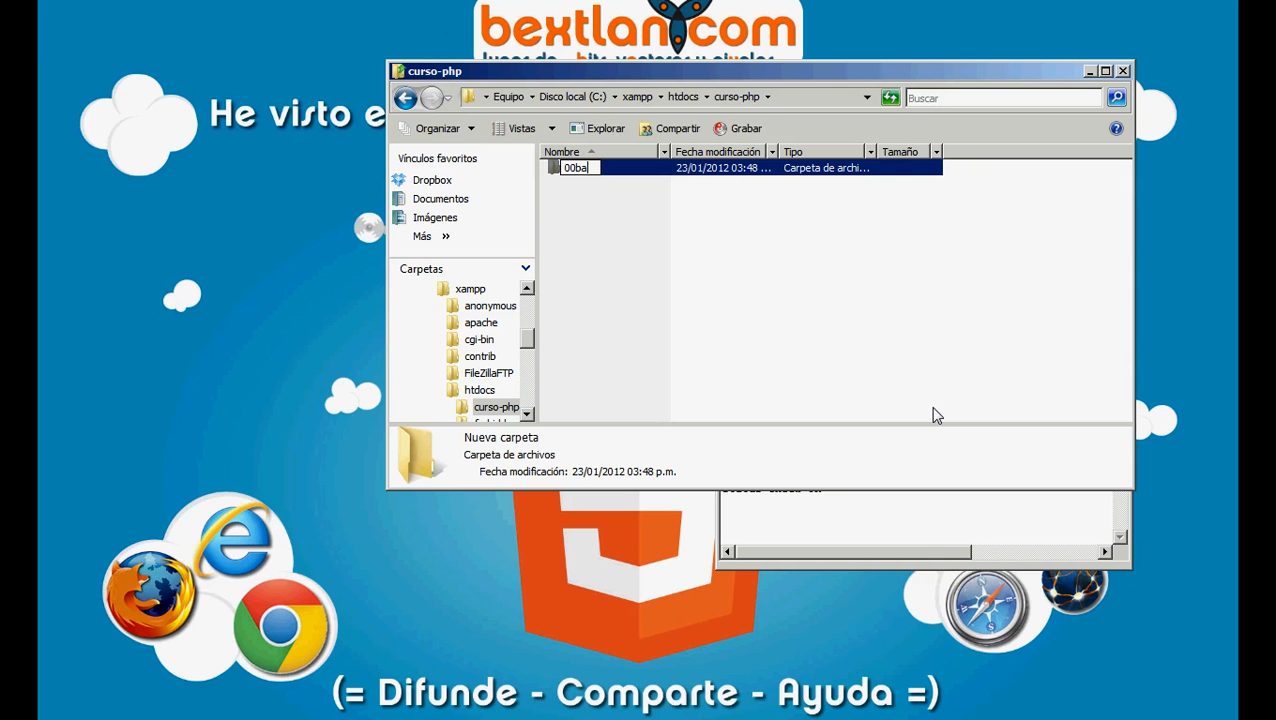 bextlan.com
He visto e
curso-php
Equipo Disco local (C:) xampp htdocs curso-php
Buscar
Organizar Vistas Explorar Compartir Grabar
Vínculos favoritos
Dropbox
Documentos
Imágenes
Más »
Carpetas
xampp
anonymous
apache
cgi-bin
contrib
FileZillaFTP
htdocs
curso-php
Nombre Fecha modificación Tipo Tamaño
00ba 23/01/2012 03:48 ... Carpeta de archi...
Nueva carpeta
Carpeta de archivos
Fecha modificación: 23/01/2012 03:48 p.m.
(= Difunde - Comparte - Ayuda =)